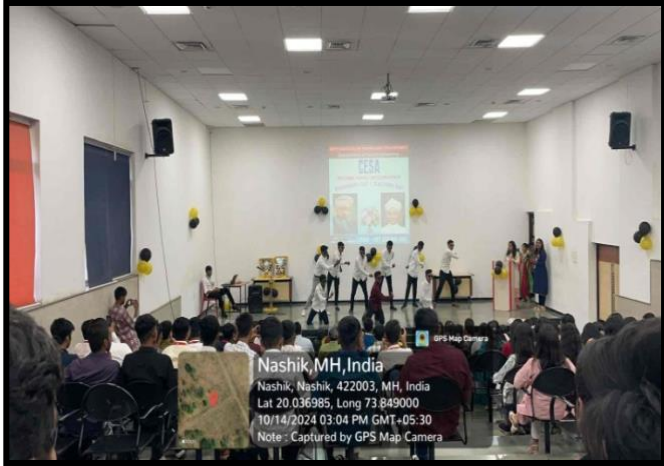 CESA
GPS Map Camera
Nashik,MH,India
Nashik, Nashik, 422003, MH, India
Lat 20.036985, Long 73.849000
10/14/2024 03:04 PM GMT+05:30
Note : Captured by GPS Map Camera